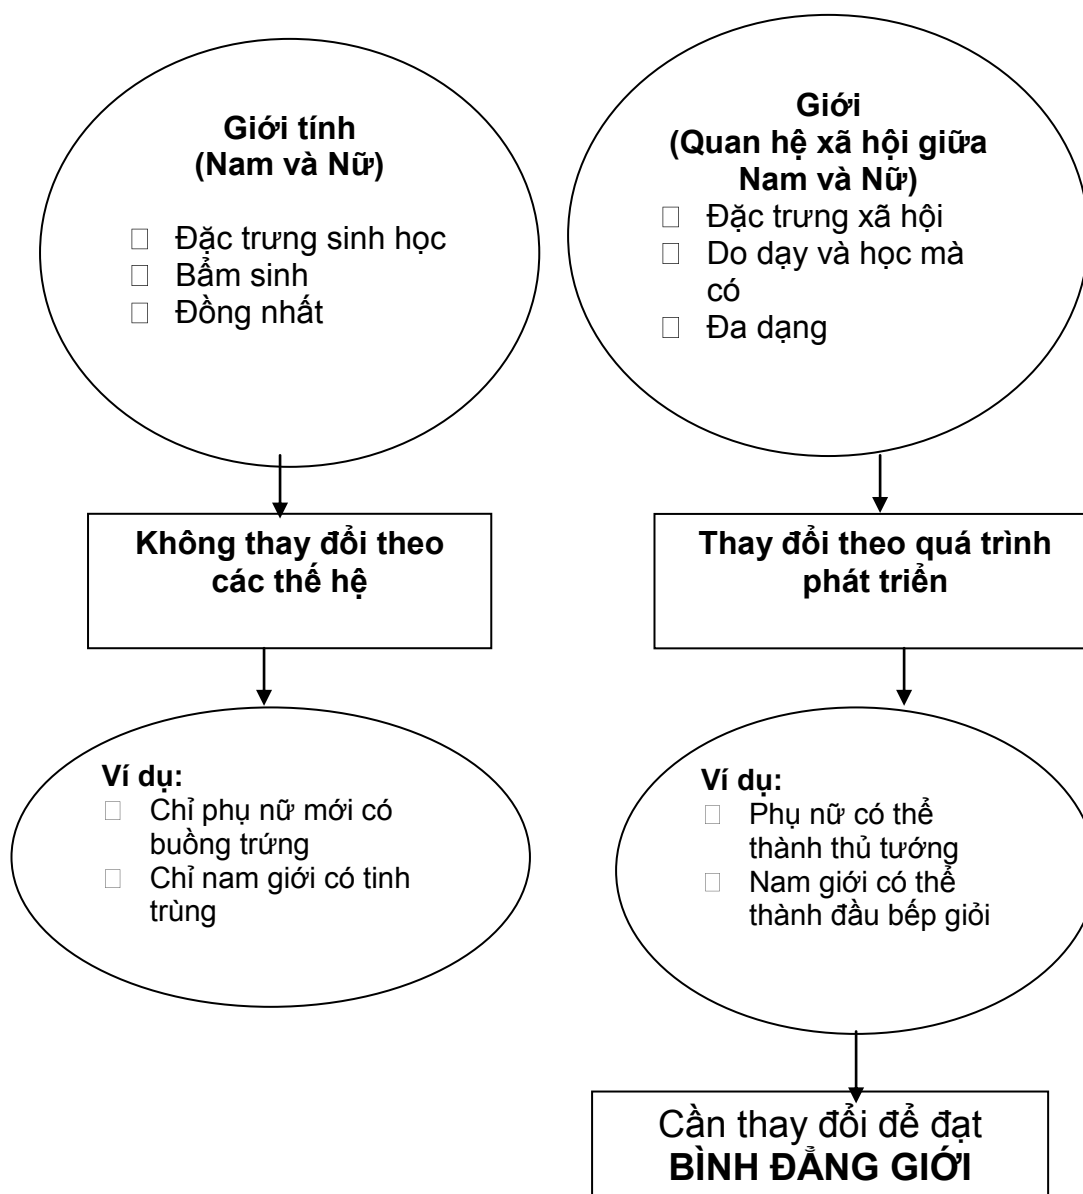 Giới tính
(Nam và Nữ)
Đặc trưng sinh học
Bẩm sinh
Đồng nhất
Không thay đổi theo
các thế hệ
Ví dụ:
Chỉ phụ nữ mới có
buồng trứng
Chỉ nam giới có tinh
trùng
Giới
(Quan hệ xã hội giữa
Nam và Nữ)
Đặc trưng xã hội
Do dạy và học mà
có
Đa dạng
Thay đổi theo quá trình
phát triển
Ví dụ:
Phụ nữ có thể
thành thủ tướng
Nam giới có thể
thành đầu bếp giỏi
Cần thay đổi để đạt
BÌNH ĐẲNG GIỚI